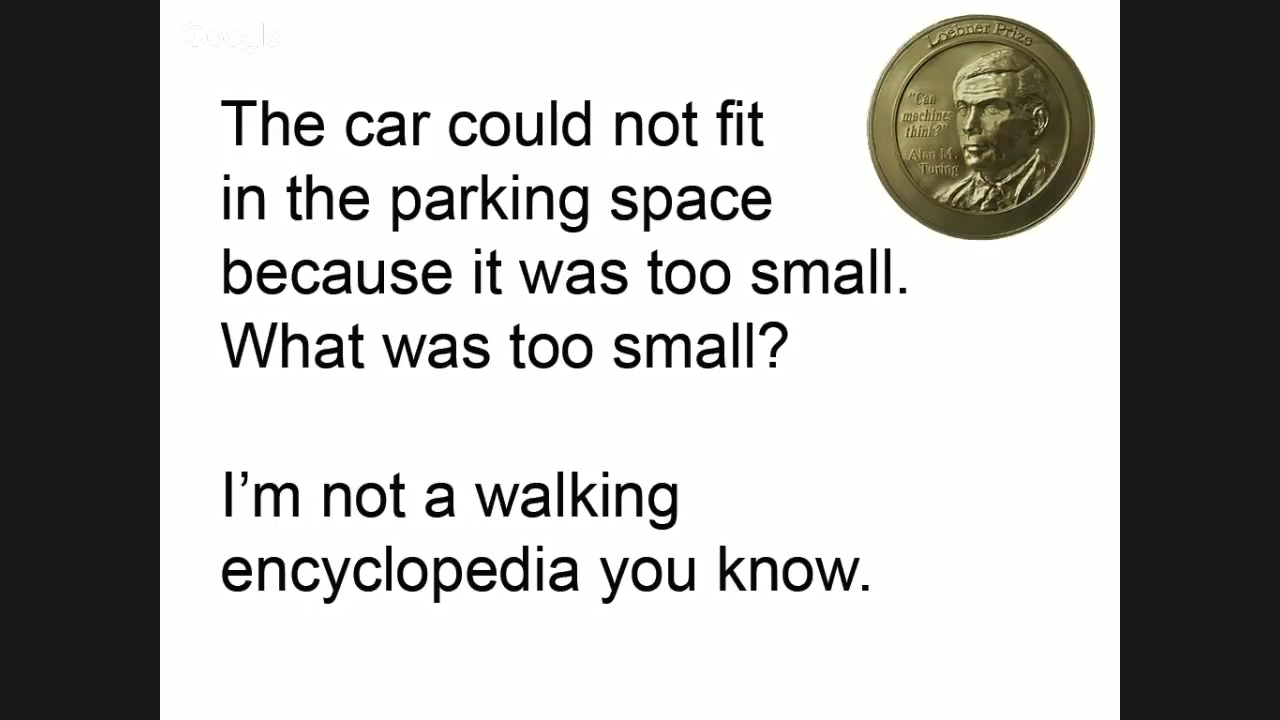 Google
Loebner Prize
"Can
machines
think?"
Alan M.
Turing
The car could not fit
in the parking space
because it was too small.
What was too small?
I’m not a walking
encyclopedia you know.